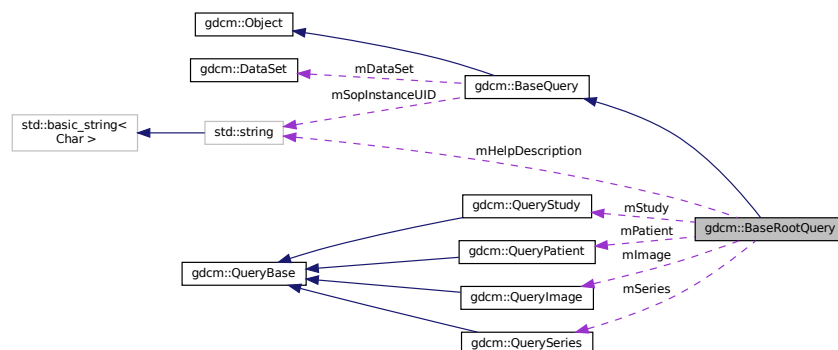 gdcm::Object
gdcm::DataSet
mDataSet
gdcm::BaseQuery
mSopInstanceUID
std::basic_string<
Char >
std::string
mHelpDescription
gdcm::QueryStudy
mStudy
gdcm::BaseRootQuery
mPatient
gdcm::QueryPatient
mImage
gdcm::QueryBase
mSeries
gdcm::QueryImage
gdcm::QuerySeries